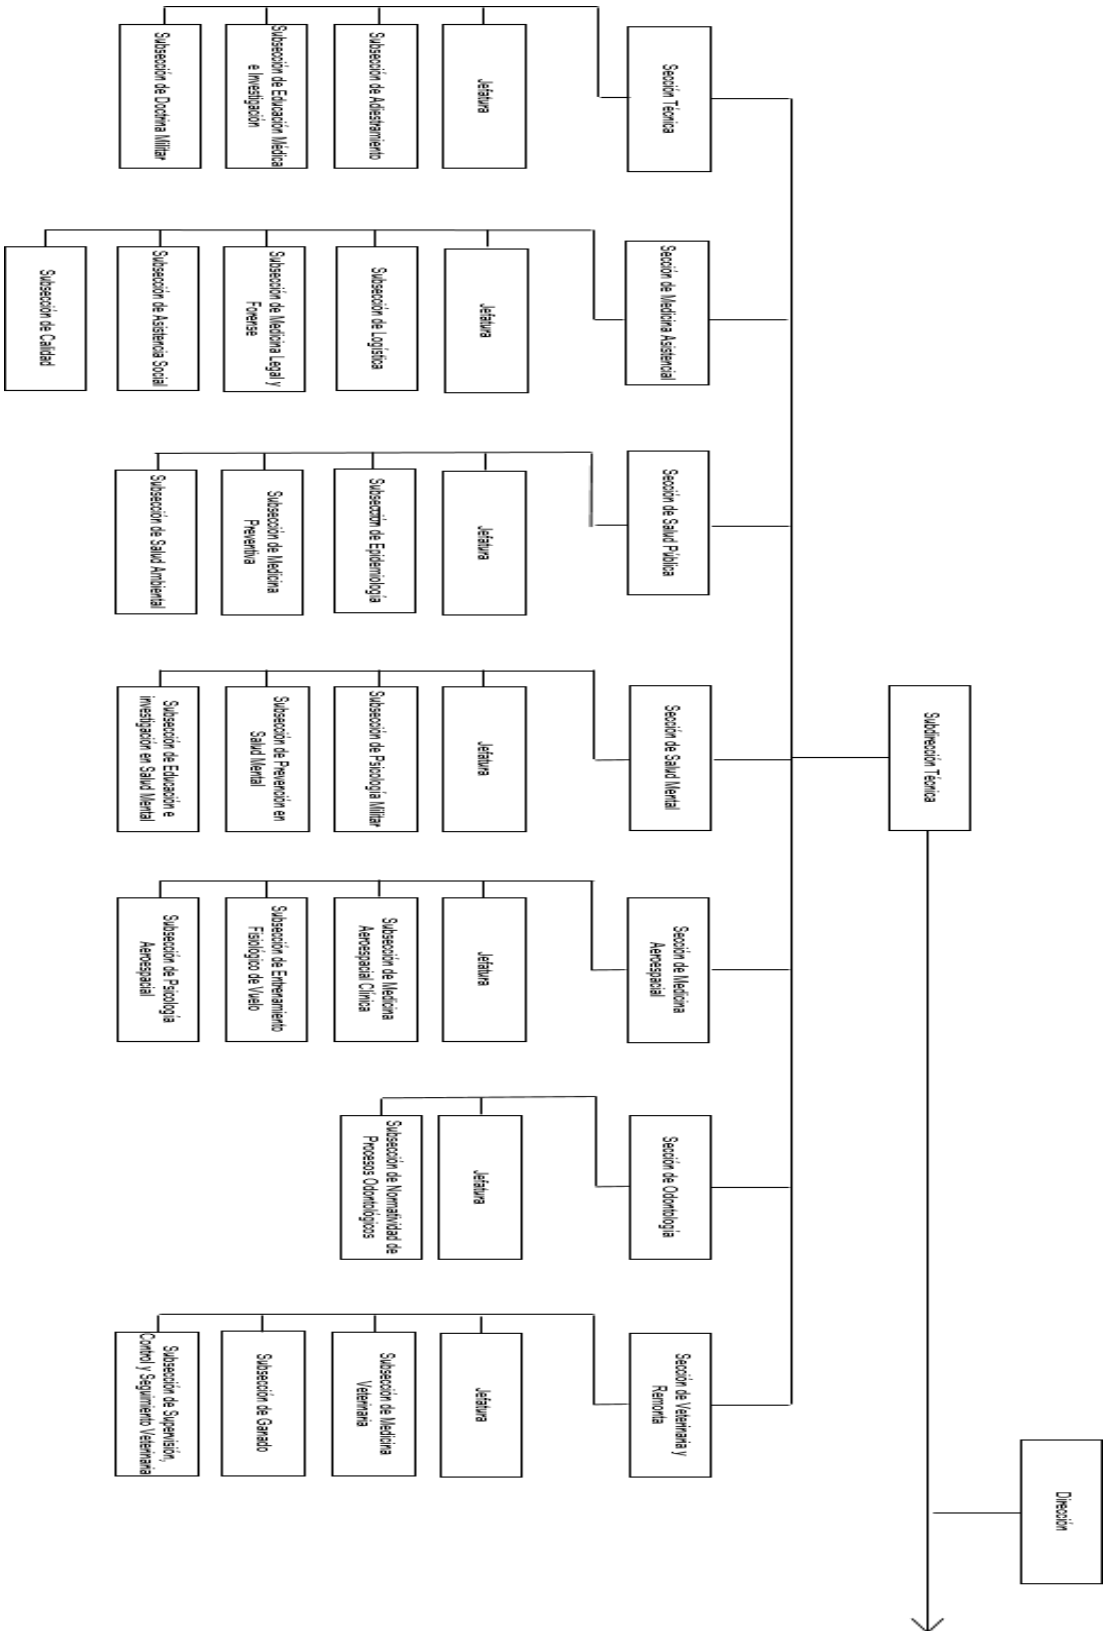 Dirección
Subdirección Técnica
Sección Técnica
Jefatura
Subsección de Adiestramiento
Subsección de Educación Médica
e Investigación
Subsección de Doctrina Militar
Sección de Medicina Asistencial
Jefatura
Subsección de Logística
Subsección de Medicina Legal y
Forense
Subsección de Asistencia Social
Subsección de Calidad
Sección de Salud Pública
Jefatura
Subsección de Epidemiología
Subsección de Medicina
Preventiva
Subsección de Salud Ambiental
Sección de Salud Mental
Jefatura
Subsección de Psicología Militar
Subsección de Prevención en
Salud Mental
Subsección de Educación e
investigación en Salud Mental
Sección de Medicina
Aeroespacial
Jefatura
Subsección de Medicina
Aeroespacial Clínica
Subsección de Entrenamiento
Fisiológico de Vuelo
Subsección de Psicología
Aeroespacial
Sección de Odontología
Jefatura
Subsección de Normatividad de
Procesos Odontológicos
Sección de Veterinaria y
Remonta
Jefatura
Subsección de Medicina
Veterinaria
Subsección de Ganado
Subsección de Supervisión,
Control y Seguimiento Veterinaria